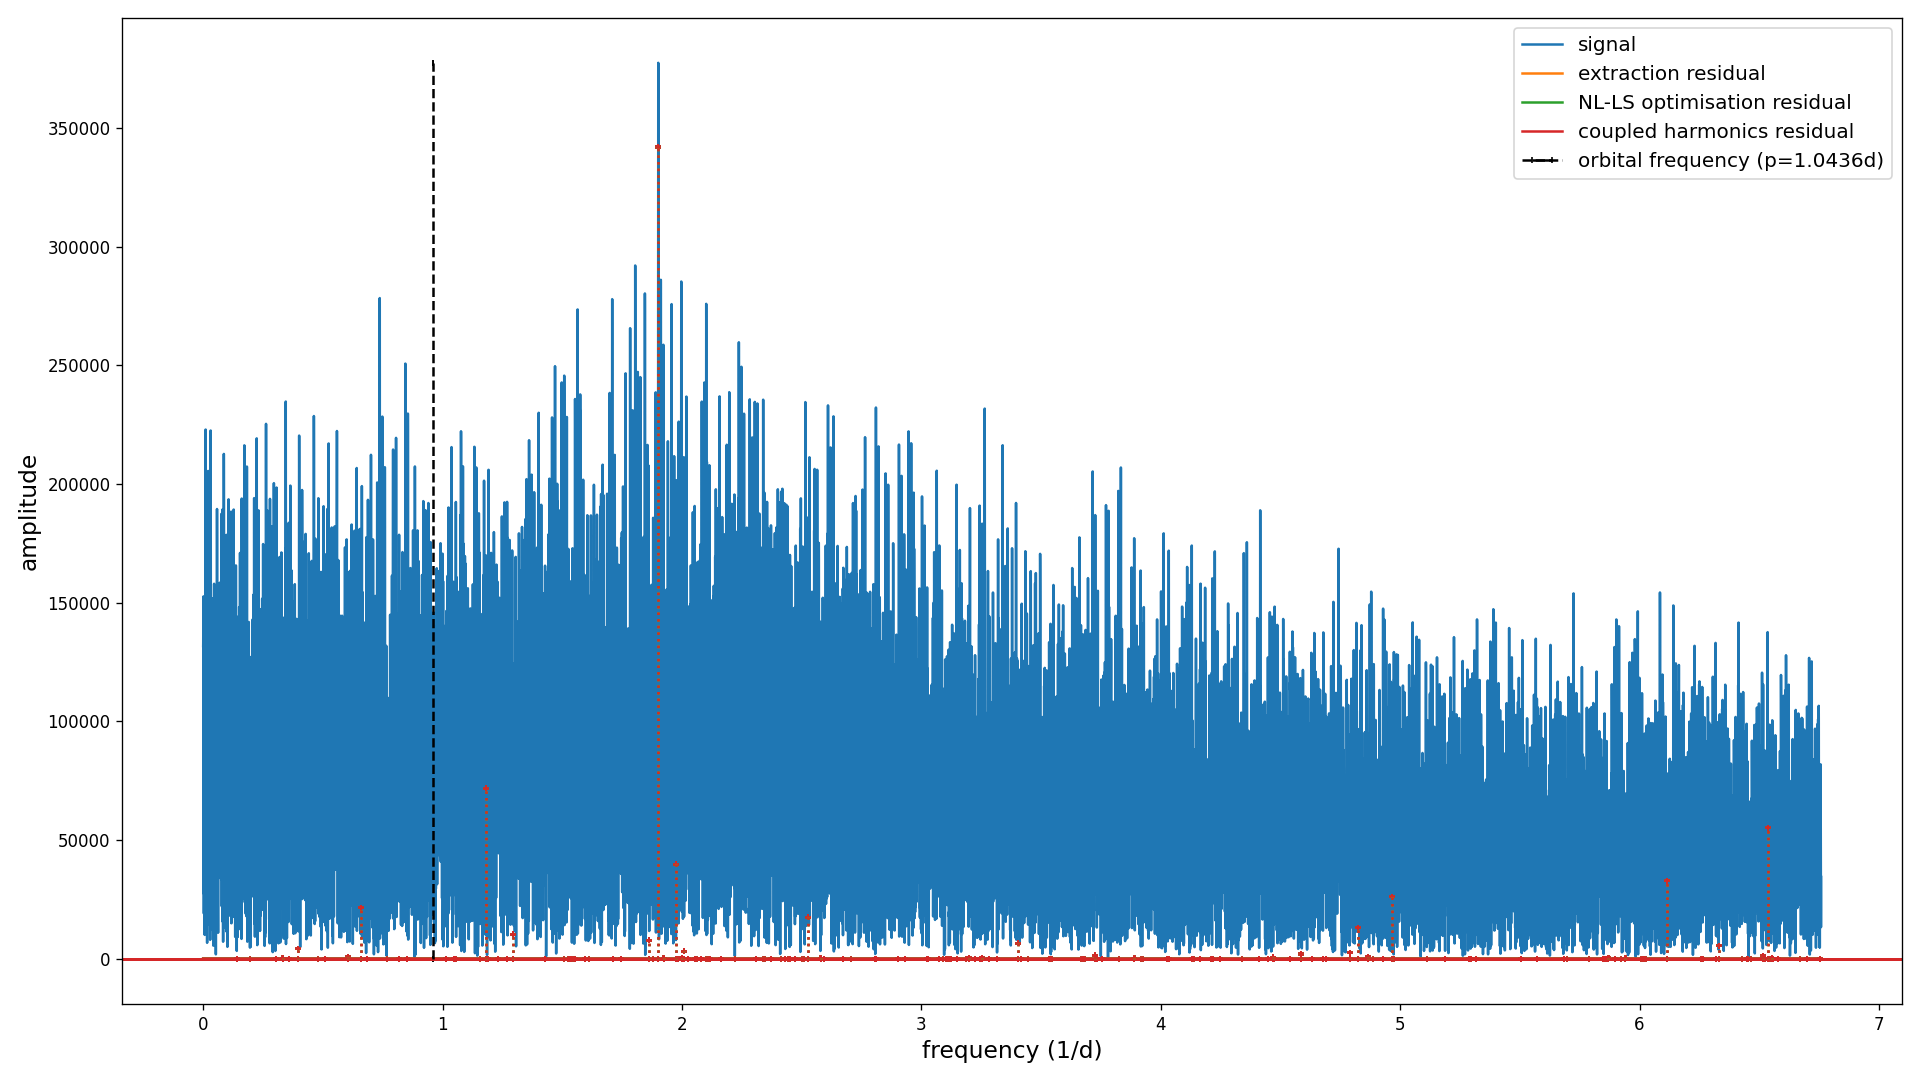 signal
extraction residual
NL-LS optimisation residual
coupled harmonics residual
orbital frequency (p=1.0436d)
amplitude
350000
300000
250000
200000
150000
100000
50000
0
0 1 2 3 4 5 6 7
frequency (1/d)